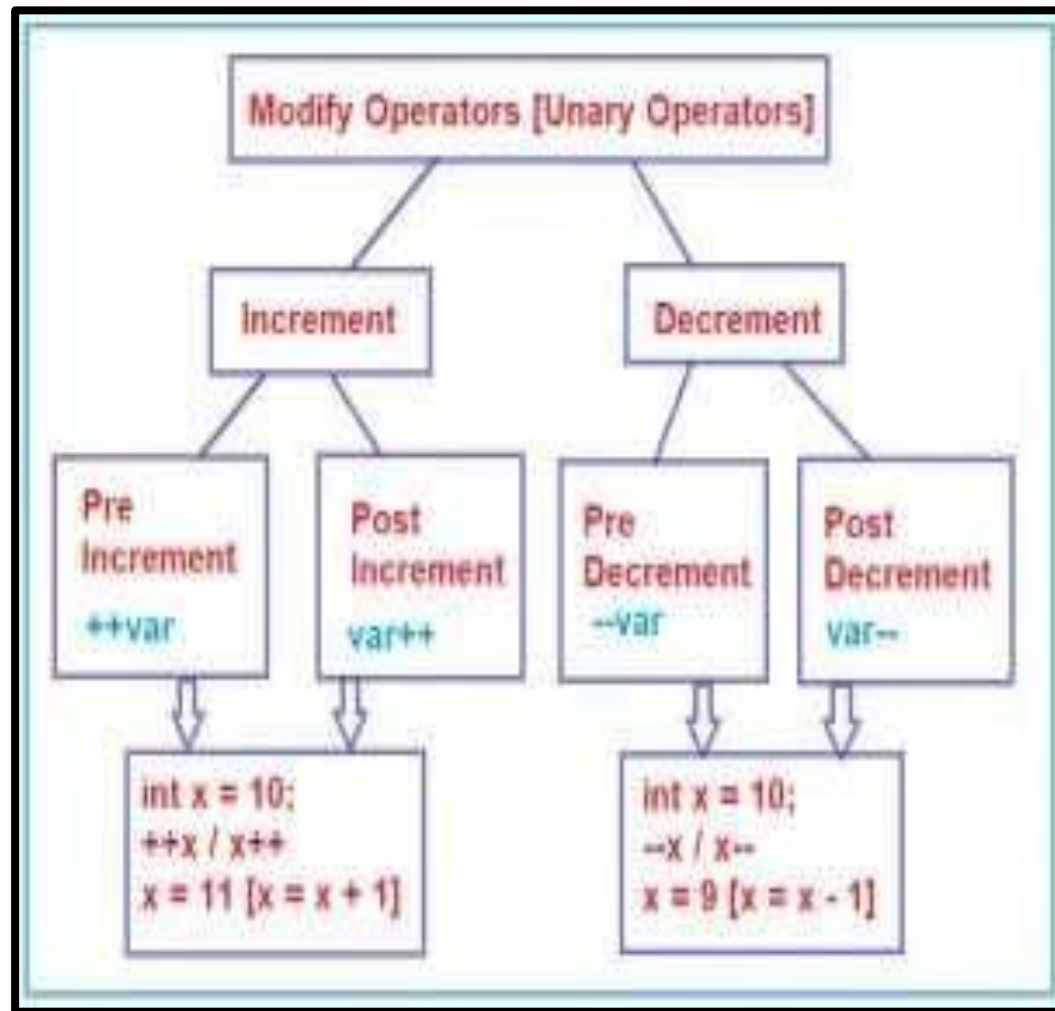 Modify Operators [Unary Operators]
Increment
Decrement
Pre
Increment
++var
Post
Increment
var++
Pre
Decrement
--var
Post
Decrement
var--
int x = 10;
++x / x++
x = 11 [x = x + 1]
int x = 10;
--x / x--
x = 9 [x = x - 1]